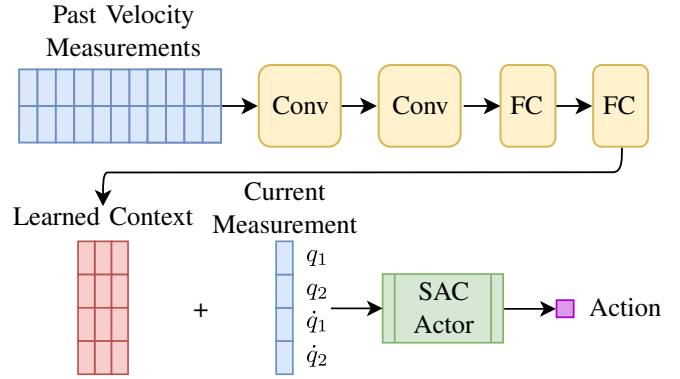 Past Velocity
Measurements
Conv
Conv
FC
FC
Learned Context
Current
Measurement
+
q₁
q₂
q̇₁
q̇₂
SAC
Actor
Action